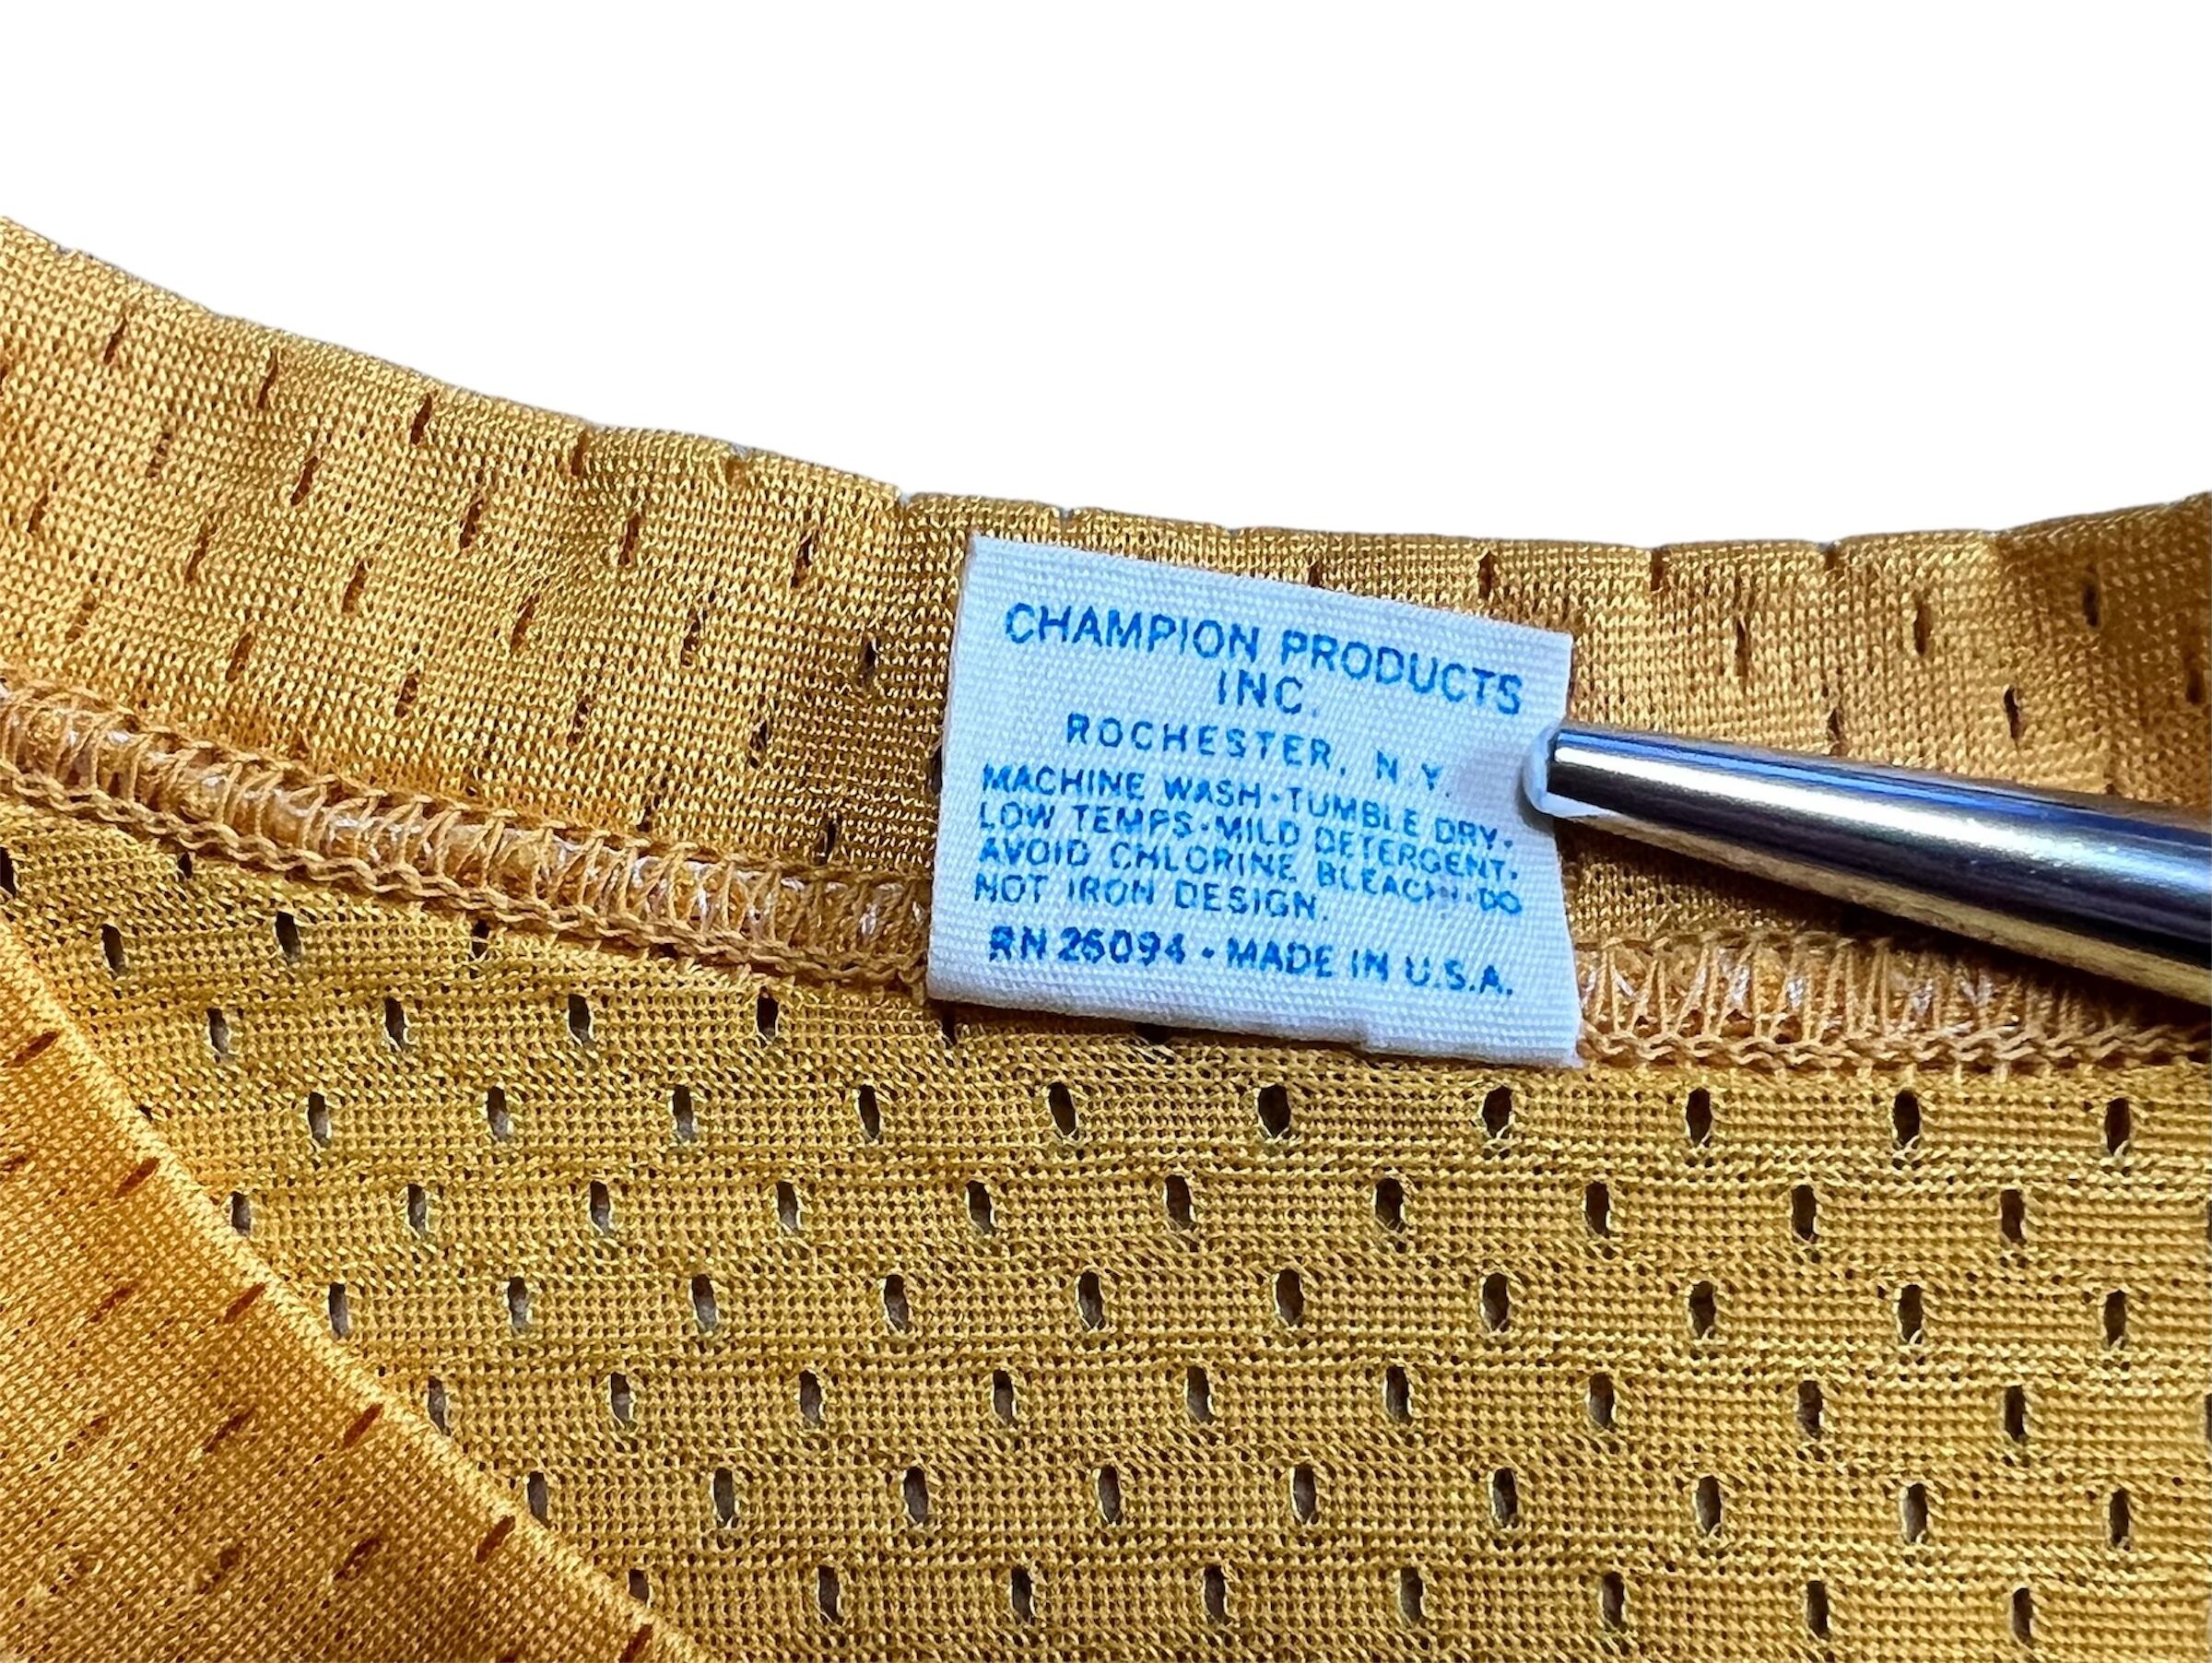 CHAMPION PRODUCTS
INC.
ROCHESTER, N.Y.
MACHINE WASH·TUMBLE DRY.
LOW TEMPS·MILD DETERGENT.
AVOID CHLORINE BLEACH·DO
NOT IRON DESIGN.
RN 26094 · MADE IN U.S.A.